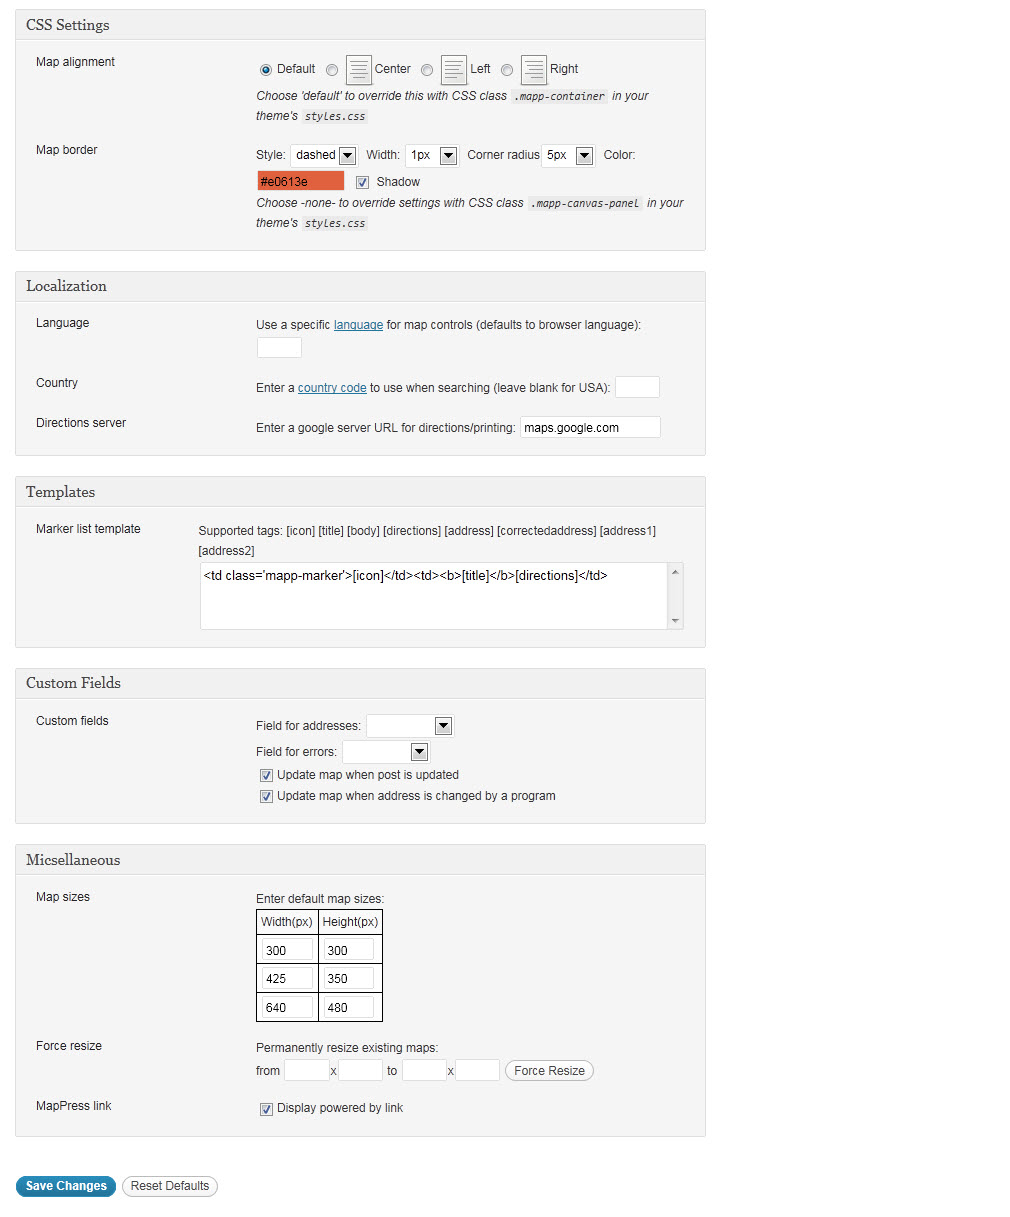 CSS Settings
Map alignment
Default Center Left Right
Choose 'default' to override this with CSS class .mapp-container in your
theme's styles.css
Map border
Style: dashed Width: 1px Corner radius 5px Color:
#e0613e Shadow
Choose -none- to override settings with CSS class .mapp-canvas-panel in your
theme's styles.css
Localization
Language
Use a specific language for map controls (defaults to browser language):
Country
Enter a country code to use when searching (leave blank for USA):
Directions server
Enter a google server URL for directions/printing: maps.google.com
Templates
Marker list template
Supported tags: [icon] [title] [body] [directions] [address] [correctedaddress] [address1]
[address2]
<td class='mapp-marker'>[icon]</td><td><b>[title]</b>[directions]</td>
Custom Fields
Custom fields
Field for addresses:
Field for errors:
Update map when post is updated
Update map when address is changed by a program
Micsellaneous
Map sizes
Enter default map sizes:
Width(px) Height(px)
300 300
425 350
640 480
Force resize
Permanently resize existing maps:
from x to x Force Resize
MapPress link
Display powered by link
Save Changes Reset Defaults